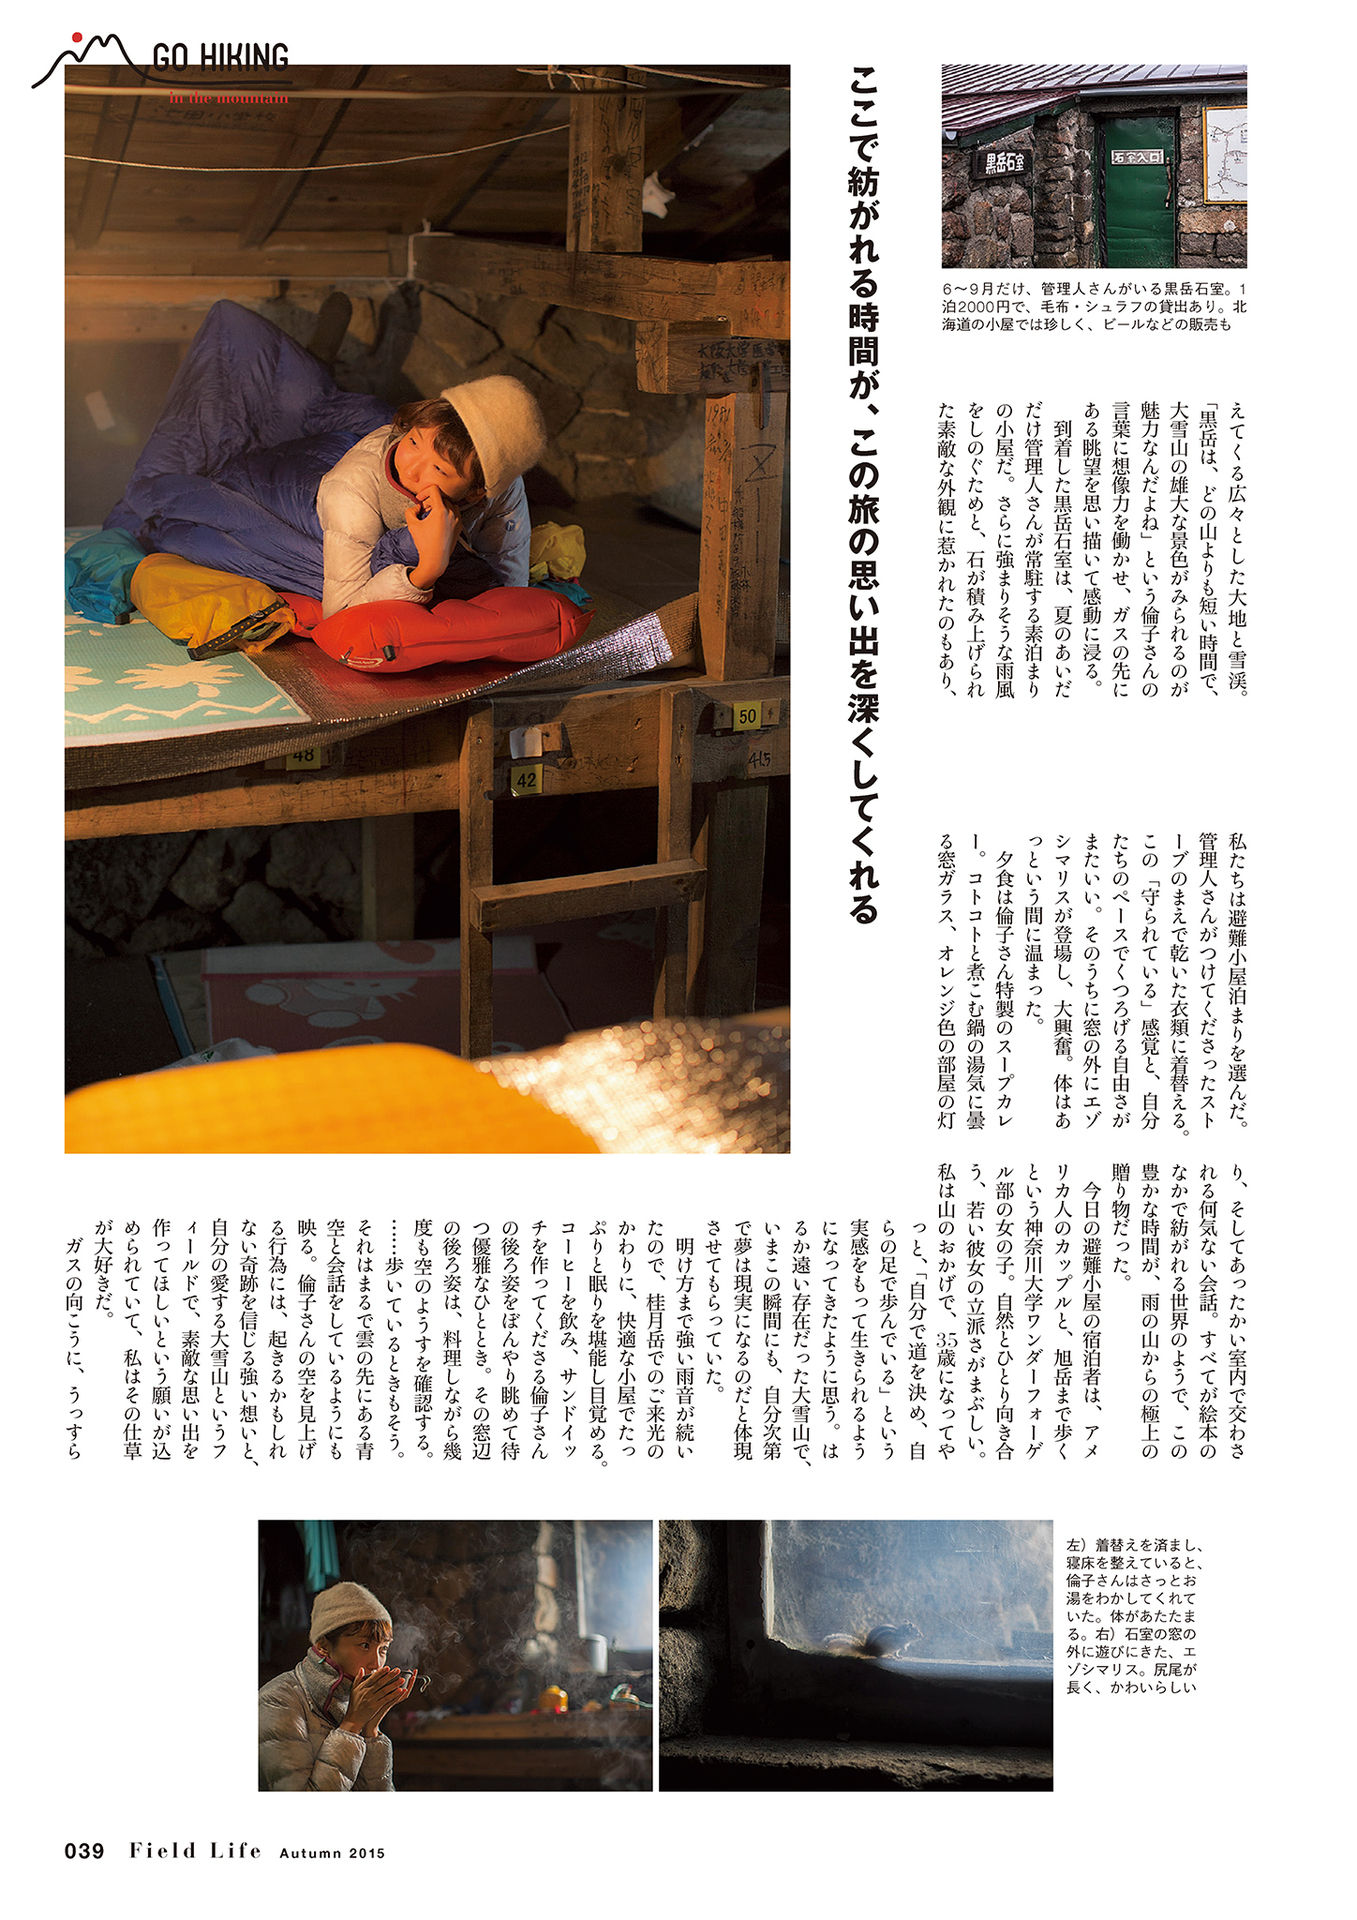 GO HIKING
in the mountain
黒岳石室
石室入口
6〜9月だけ、管理人さんがいる黒岳石室。1
泊2000円で、毛布・シュラフの貸出あり。北
海道の小屋では珍しく、ビールなどの販売も
ここで紡がれる時間が、この旅の思い出を深くしてくれる
えてくる広々とした大地と雪渓。
「黒岳は、どの山よりも短い時間で、
大雪山の雄大な景色がみられるのが
魅力なんだよね」という倫子さんの
言葉に想像力を働かせ、ガスの先に
ある眺望を思い描いて感動に浸る。
到着した黒岳石室は、夏のあいだ
だけ管理人さんが常駐する素泊まり
の小屋だ。さらに強まりそうな雨風
をしのぐためと、石が積み上げられ
た素敵な外観に惹かれたのもあり、
私たちは避難小屋泊まりを選んだ。
管理人さんがつけてくださったスト
ーブのまえで乾いた衣類に着替える。
この「守られている」感覚と、自分
たちのペースでくつろげる自由さが
またいい。そのうちに窓の外にエゾ
シマリスが登場し、大興奮。体はあ
っという間に温まった。
夕食は倫子さん特製のスープカレ
ー。コトコトと煮こむ鍋の湯気に曇
る窓ガラス、オレンジ色の部屋の灯
り、そしてあったかい室内で交わさ
れる何気ない会話。すべてが絵本の
なかで紡がれる世界のようで、この
豊かな時間が、雨の山からの極上の
贈り物だった。
今日の避難小屋の宿泊者は、アメ
リカ人のカップルと、旭岳まで歩く
という神奈川大学ワンダーフォーゲ
ル部の女の子。自然とひとり向き合
う、若い彼女の立派さがまぶしい。
私は山のおかげで、35歳になってや
っと、「自分で道を決め、自
らの足で歩んでいる」という
実感をもって生きられるよう
になってきたように思う。は
るか遠い存在だった大雪山で、
いまこの瞬間にも、自分次第
で夢は現実になるのだと体現
させてもらっていた。
明け方まで強い雨音が続い
たので、桂月岳でのご来光の
かわりに、快適な小屋でたっ
ぷりと眠りを堪能し目覚める。
コーヒーを飲み、サンドイッ
チを作ってくださる倫子さん
の後ろ姿をぼんやり眺めて待
つ優雅なひととき。その窓辺
の後ろ姿は、料理しながら幾
度も空のようすを確認する。
……歩いているときもそう。
それはまるで雲の先にある青
空と会話をしているようにも
映る。倫子さんの空を見上げ
る行為には、起きるかもしれ
ない奇跡を信じる強い想いと、
自分の愛する大雪山というフ
ィールドで、素敵な思い出を
作ってほしいという願いが込
められていて、私はその仕草
が大好きだ。
ガスの向こうに、うっすら
50
48
42
415
左）着替えを済まし、
寝床を整えていると、
倫子さんはさっとお
湯をわかしてくれて
いた。体があたたま
る。右）石室の窓の
外に遊びにきた、エ
ゾシマリス。尻尾が
長く、かわいらしい
039 Field Life Autumn 2015